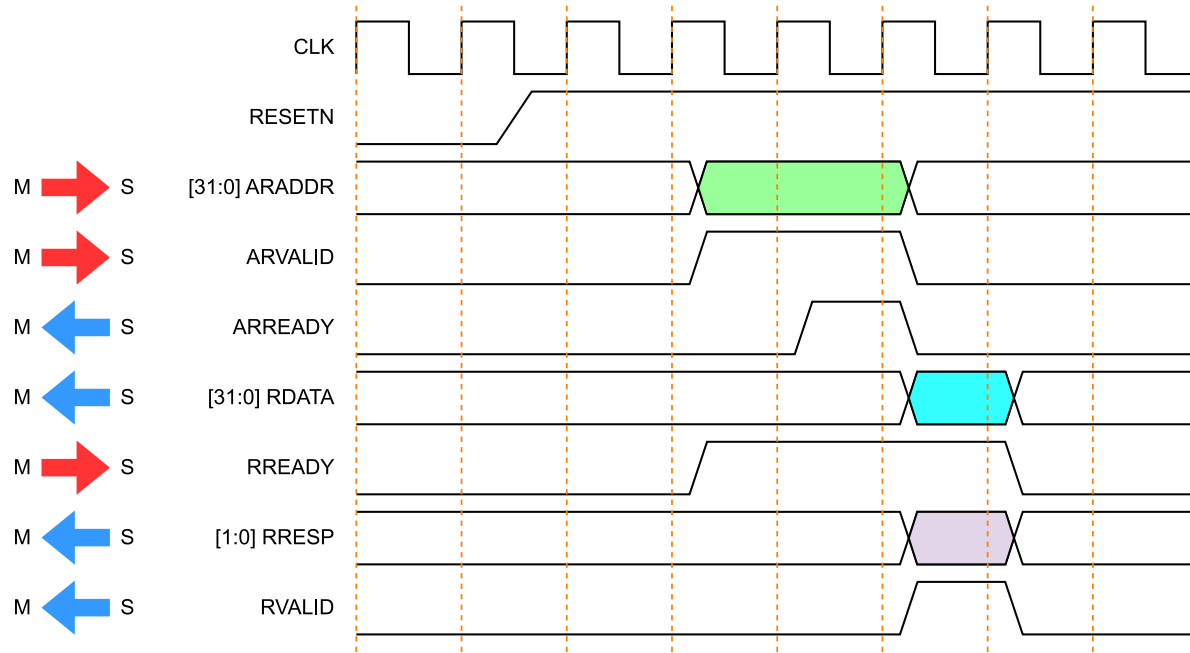 CLK
RESETN
M S [31:0] ARADDR
M S ARVALID
M S ARREADY
M S [31:0] RDATA
M S RREADY
M S [1:0] RRESP
M S RVALID